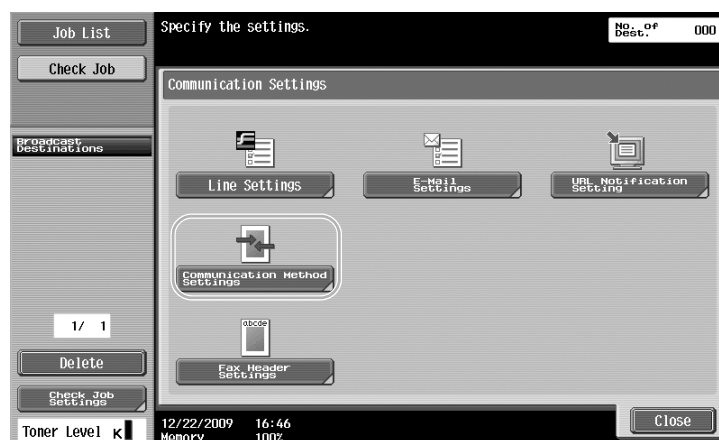 Job List
Specify the settings.
No. of
Dest.
000
Check Job
Communication Settings
Broadcast
Destinations
Line Settings
E-Mail
Settings
URL Notification
Setting
Communication Method
Settings
abcde
1/ 1
Delete
Fax Header
Settings
Check Job
Settings
Toner Level K
12/22/2009 16:46
Memory 100%
Close